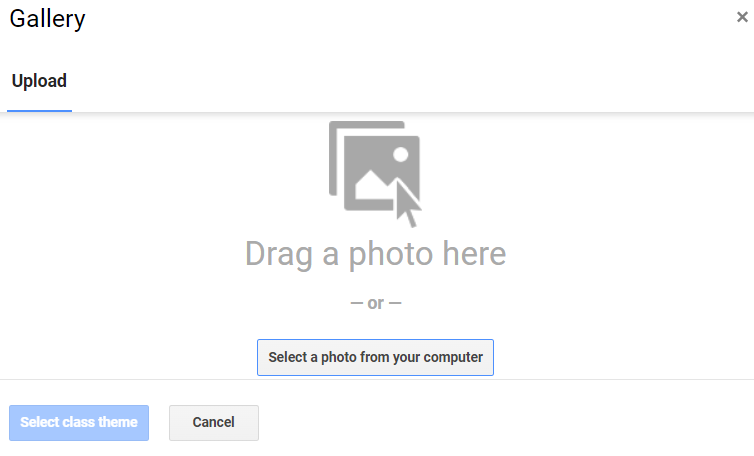 Gallery
Upload
Drag a photo here
— or —
Select a photo from your computer
Select class theme
Cancel